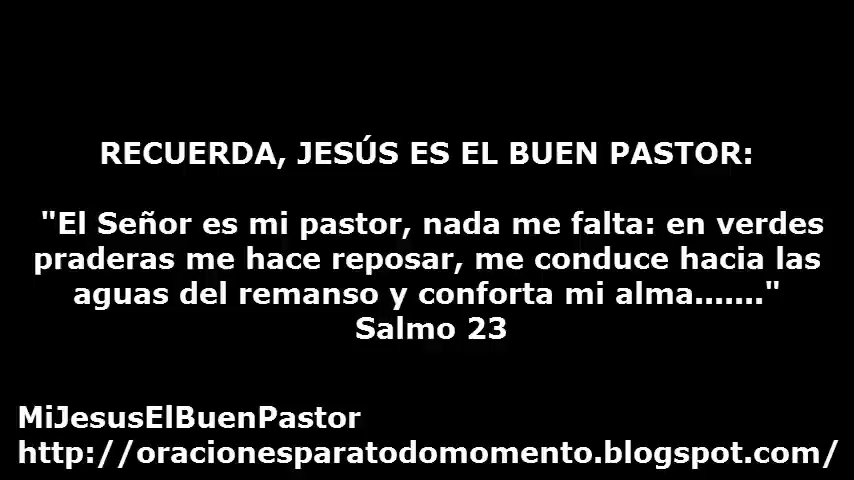 RECUERDA, JESÚS ES EL BUEN PASTOR:
"El Señor es mi pastor, nada me falta: en verdes
praderas me hace reposar, me conduce hacia las
aguas del remanso y conforta mi alma......."
Salmo 23
MiJesusElBuenPastor
http://oracionesparatodomomento.blogspot.com/